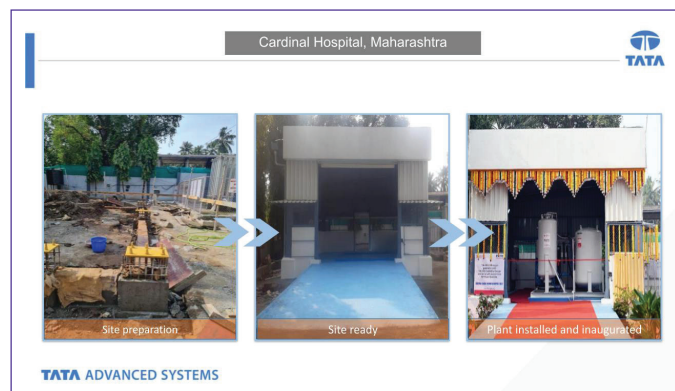 Cardinal Hospital, Maharashtra
TATA
Site preparation
Site ready
Plant installed and inaugurated
TATA ADVANCED SYSTEMS